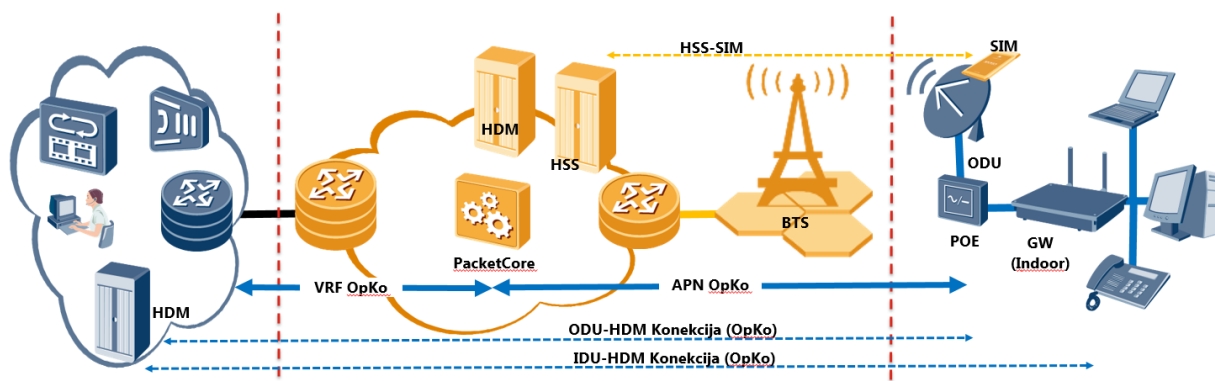 HSS-SIM
SIM
HDM
HSS
ODU
BTS
POE
GW
(Indoor)
PacketCore
VRF OpKo
APN OpKo
HDM
ODU-HDM Konekcija (OpKo)
IDU-HDM Konekcija (OpKo)